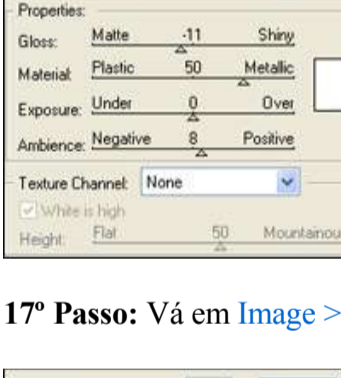 Properties:
Gloss: Matte -11 Shiny
Material: Plastic 50 Metallic
Exposure: Under 0 Over
Ambience: Negative 8 Positive
Texture Channel: None
White is high
Height: Flat 50 Mountainou
17º Passo: Vá em Image >